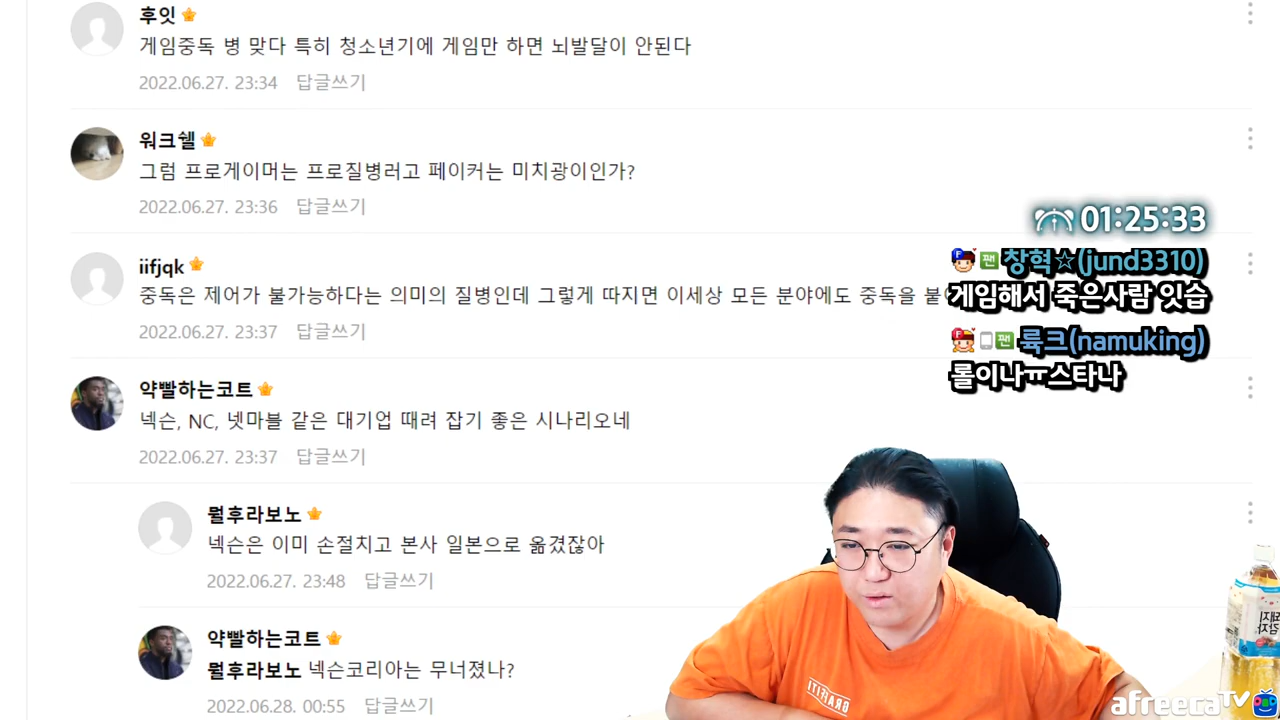 후잇
게임중독 병 맞다 특히 청소년기에 게임만 하면 뇌발달이 안된다
2022.06.27. 23:34 답글쓰기
워크쉘
그럼 프로게이머는 프로질병러고 페이커는 미치광이인가?
2022.06.27. 23:36 답글쓰기
iifjqk
중독은 제어가 불가능하다는 의미의 질병인데 그렇게 따지면 이세상 모든 분야에도 중독을
2022.06.27. 23:37 답글쓰기
약빨하는코트
넥슨, NC, 넷마블 같은 대기업 때려 잡기 좋은 시나리오네
2022.06.27. 23:37 답글쓰기
뭘후라보노
넥슨은 이미 손절치고 본사 일본으로 옮겼잖아
2022.06.27. 23:48 답글쓰기
약빨하는코트
뭘후라보노 넥슨코리아는 무너졌나?
2022.06.28. 00:55 답글쓰기
01:25:33
팬 창혁☆(jund3310)
게임해서 죽은사람 잇습
팬 륙크(namuking)
롤이나ㅠ스타나
GRAFITI
afreecaTV